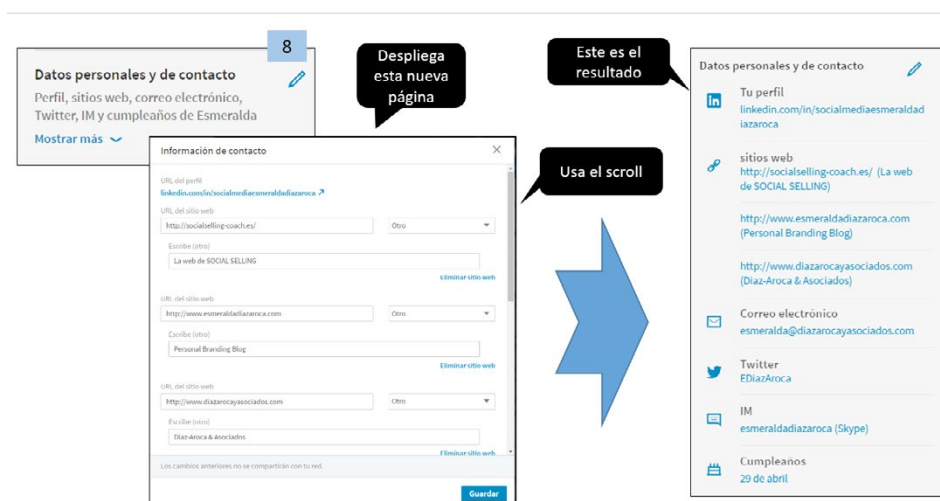 8
Datos personales y de contacto
Perfil, sitios web, correo electrónico,
Twitter, IM y cumpleaños de Esmeralda
Mostrar más
Despliega
esta nueva
página
Información de contacto
URL del perfil
linkedin.com/in/socialmediaesmeraldadiazaroca
URL del sitio web
http://socialselling-coach.es/
Otro
Escribe (otro)
La web de SOCIAL SELLING
Eliminar sitio web
URL del sitio web
http://www.esmeraldadiazaroca.com
Otro
Escribe (otro)
Personal Branding Blog
Eliminar sitio web
URL del sitio web
http://www.diazarocayasociados.com
Otro
Escribe (otro)
Díaz-Aroca & Asociados
Eliminar sitio web
Los cambios anteriores no se compartirán con tu red.
Guardar
Usa el scroll
Este es el
resultado
Datos personales y de contacto
Tu perfil
linkedin.com/in/socialmediaesmeraldad
iazaroca
sitios web
http://socialselling-coach.es/ (La web
de SOCIAL SELLING)
http://www.esmeraldadiazaroca.com
(Personal Branding Blog)
http://www.diazarocayasociados.com
(Diaz-Aroca & Asociados)
Correo electrónico
esmeralda@diazarocayasociados.com
Twitter
EDiazAroca
IM
esmeraldadiazaroca (Skype)
Cumpleaños
29 de abril